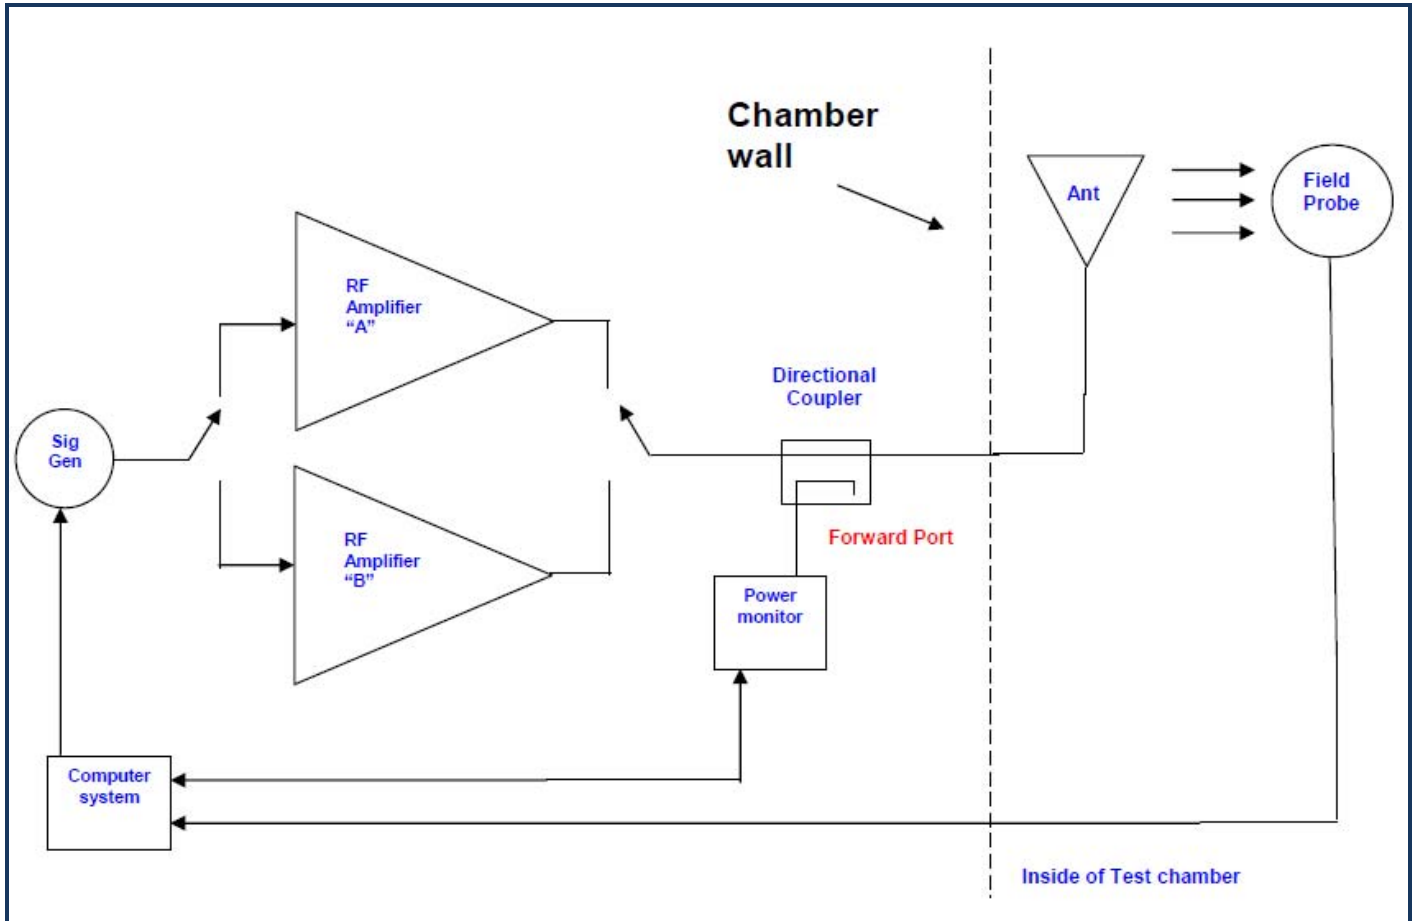 Chamber
wall
Ant
Field
Probe
RF
Amplifier
“A”
Directional
Coupler
Sig
Gen
Forward Port
RF
Amplifier
“B”
Power
monitor
Computer
system
Inside of Test chamber